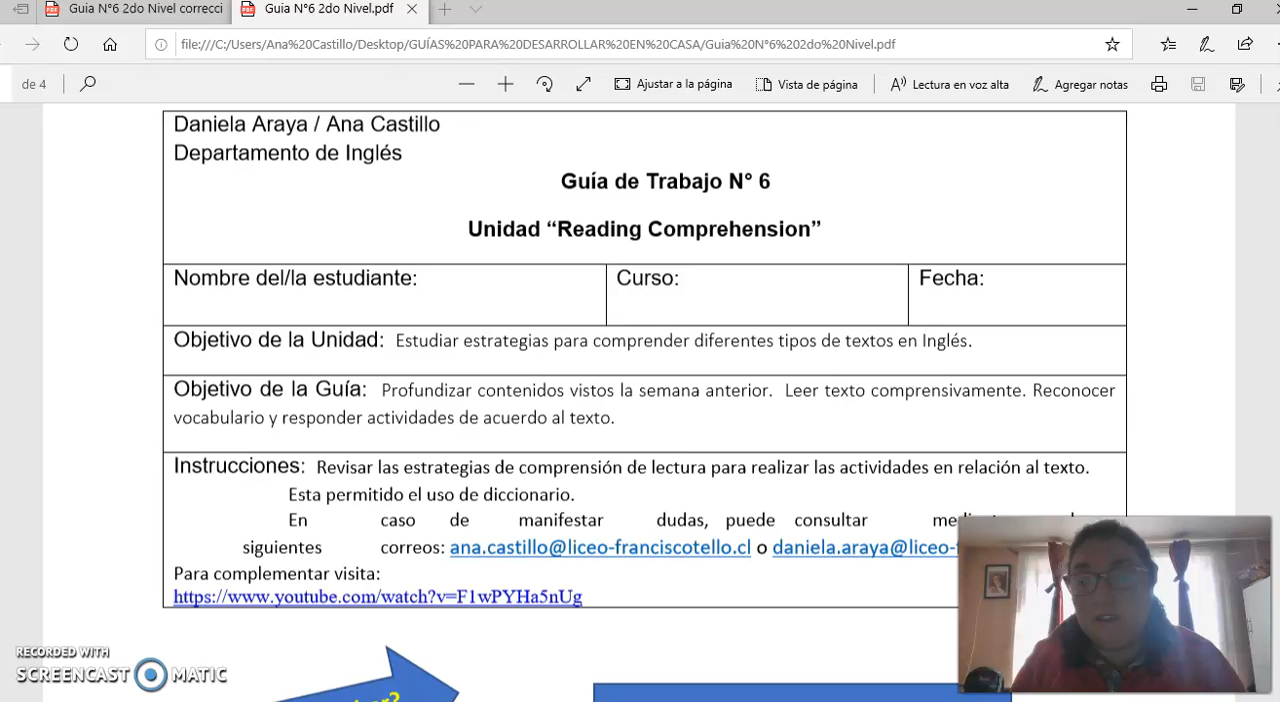 Guia N°6 2do Nivel correcci
Guia N°6 2do Nivel.pdf
file:///C:/Users/Ana%20Castillo/Desktop/GUÍAS%20PARA%20DESARROLLAR%20EN%20CASA/Guia%20N°6%202do%20Nivel.pdf
de 4
Ajustar a la página
Vista de página
Lectura en voz alta
Agregar notas
Daniela Araya / Ana Castillo
Departamento de Inglés
Guía de Trabajo N° 6
Unidad “Reading Comprehension”
Nombre del/la estudiante:
Curso:
Fecha:
Objetivo de la Unidad: Estudiar estrategias para comprender diferentes tipos de textos en Inglés.
Objetivo de la Guía: Profundizar contenidos vistos la semana anterior. Leer texto comprensivamente. Reconocer
vocabulario y responder actividades de acuerdo al texto.
Instrucciones: Revisar las estrategias de comprensión de lectura para realizar las actividades en relación al texto.
Esta permitido el uso de diccionario.
En caso de manifestar dudas, puede consultar
siguientes correos: ana.castillo@liceo-franciscotello.cl o daniela.araya@liceo-
Para complementar visita:
https://www.youtube.com/watch?v=F1wPYHa5nUg
RECORDED WITH
SCREENCAST MATIC